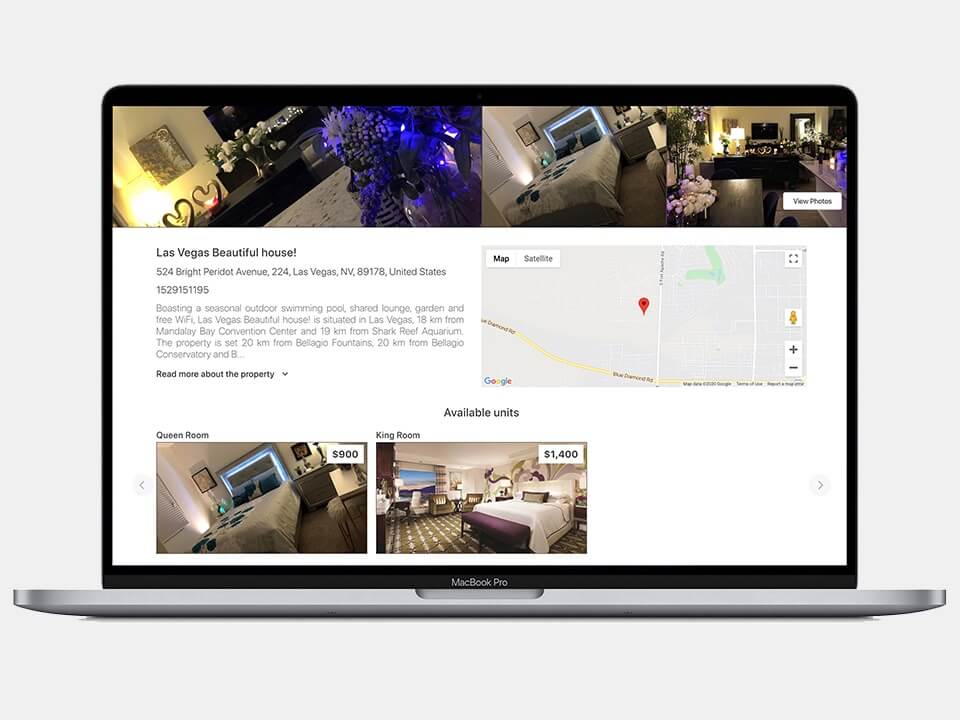 View Photos
Las Vegas Beautiful house!
524 Bright Peridot Avenue, 224, Las Vegas, NV, 89178, United States
1529151195
Boasting a seasonal outdoor swimming pool, shared lounge, garden and
free WiFi, Las Vegas Beautiful house! is situated in Las Vegas, 18 km from
Mandalay Bay Convention Center and 19 km from Shark Reef Aquarium.
The property is set 20 km from Bellagio Fountains, 20 km from Bellagio
Conservatory and B...
Read more about the property
Map Satellite
S Fort Apache Rd
ue Diamond Rd
Blue Diamond Rd
Google
Map data ©2020 Google Terms of Use Report a map error
Available units
Queen Room
$900
King Room
$1,400
MacBook Pro